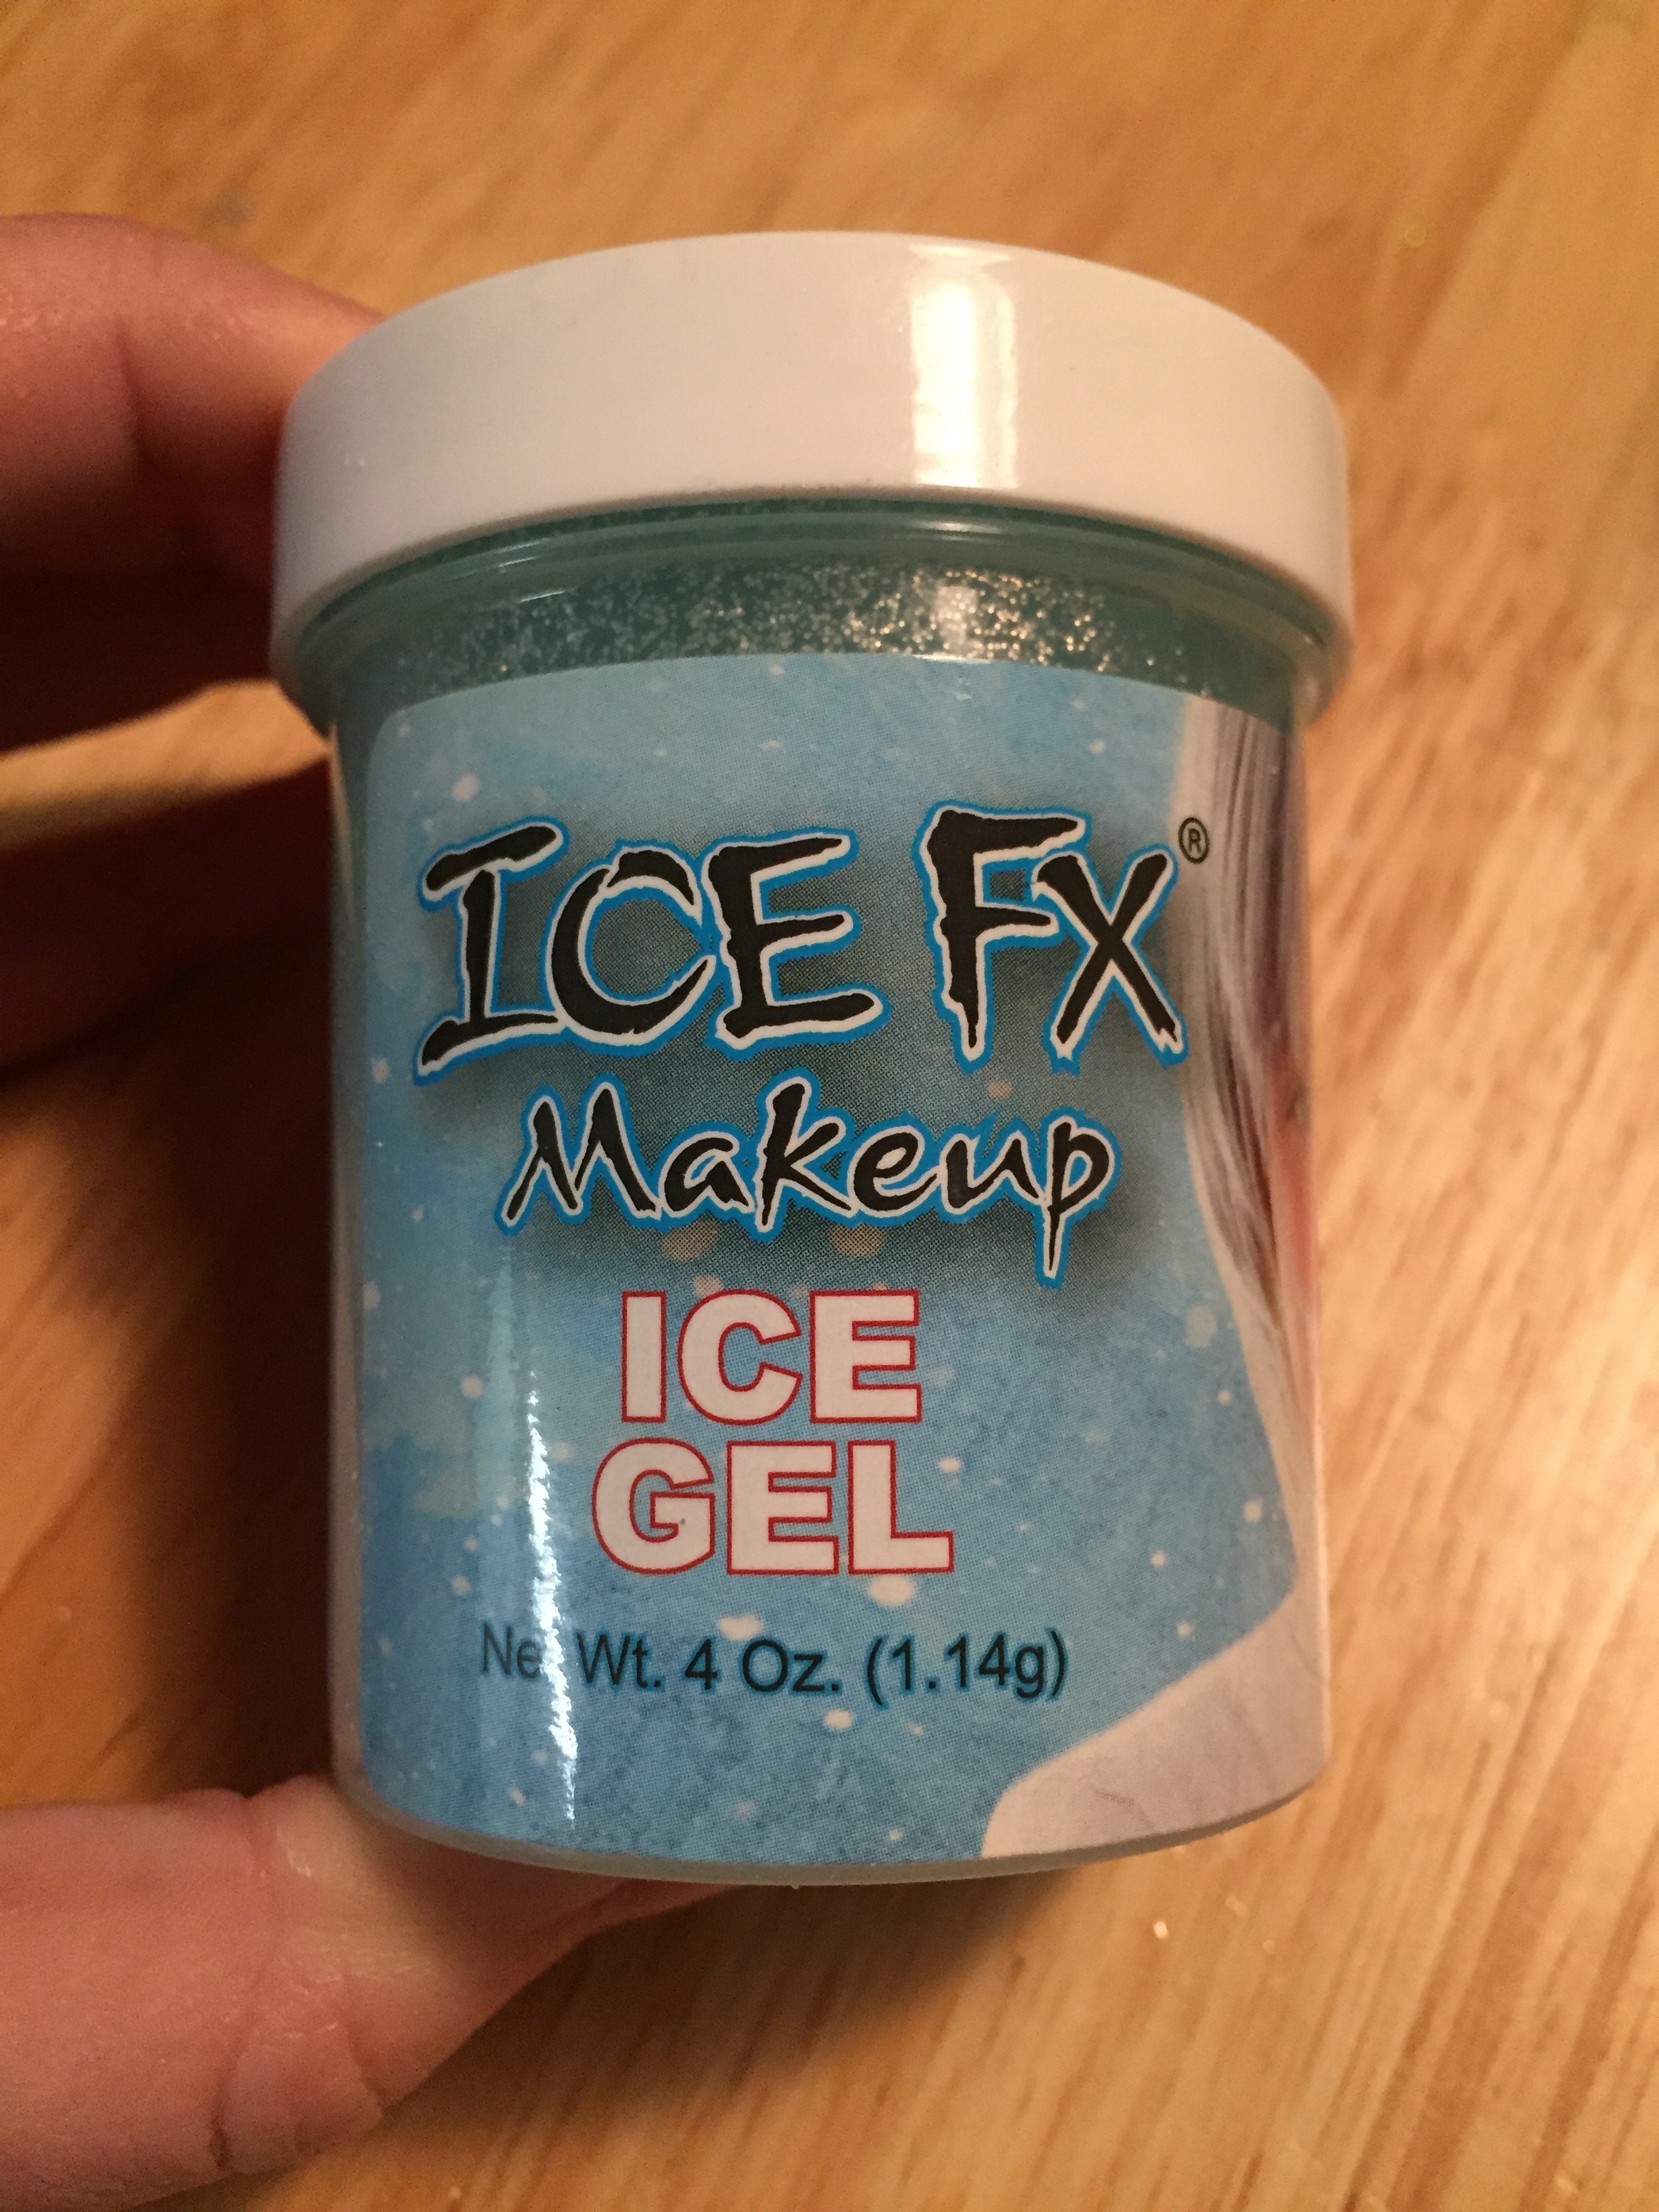 ICE FX®
Makeup
ICE
GEL
Net Wt. 4 Oz. (1.14g)